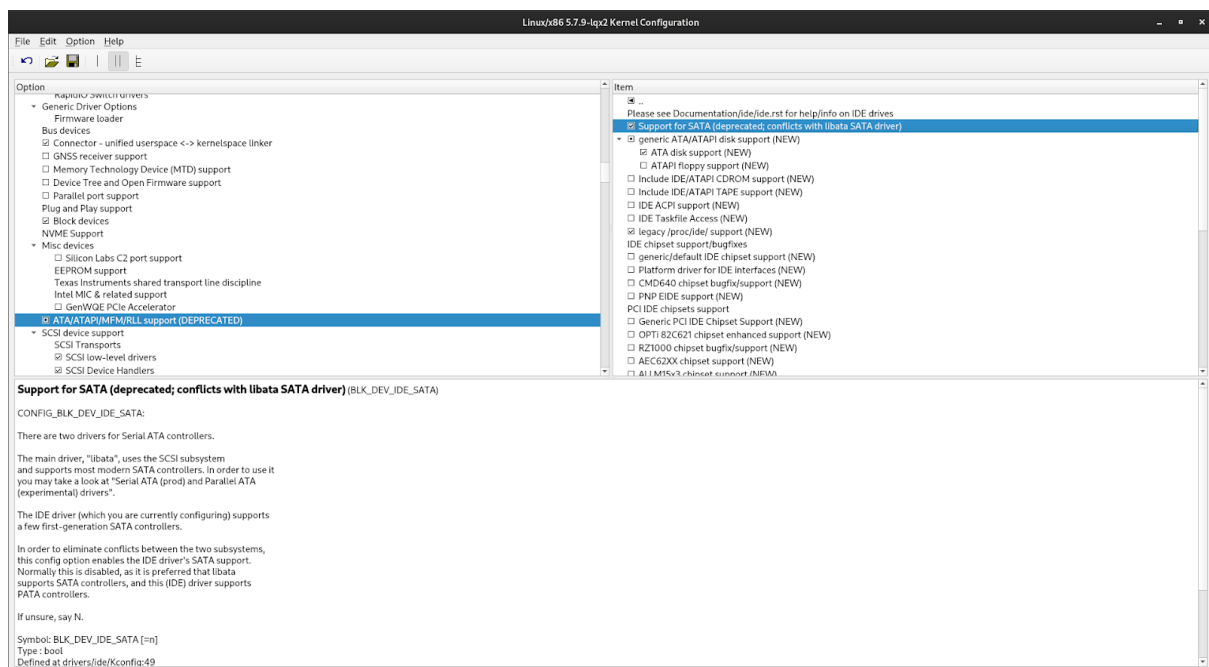 Linux/x86 5.7.9-lqx2 Kernel Configuration
File Edit Option Help
Option
RapidIO Switch drivers
Generic Driver Options
Firmware loader
Bus devices
Connector - unified userspace <-> kernelspace linker
GNSS receiver support
Memory Technology Device (MTD) support
Device Tree and Open Firmware support
Parallel port support
Plug and Play support
Block devices
NVME Support
Misc devices
Silicon Labs C2 port support
EEPROM support
Texas Instruments shared transport line discipline
Intel MIC & related support
GenWQE PCIe Accelerator
ATA/ATAPI/MFM/RLL support (DEPRECATED)
SCSI device support
SCSI Transports
SCSI low-level drivers
SCSI Device Handlers
Item
..
Please see Documentation/ide/ide.rst for help/info on IDE drives
Support for SATA (deprecated; conflicts with libata SATA driver)
generic ATA/ATAPI disk support (NEW)
ATA disk support (NEW)
ATAPI floppy support (NEW)
Include IDE/ATAPI CDROM support (NEW)
Include IDE/ATAPI TAPE support (NEW)
IDE ACPI support (NEW)
IDE Taskfile Access (NEW)
legacy /proc/ide/ support (NEW)
IDE chipset support/bugfixes
generic/default IDE chipset support (NEW)
Platform driver for IDE interfaces (NEW)
CMD640 chipset bugfix/support (NEW)
PNP EIDE support (NEW)
PCI IDE chipsets support
Generic PCI IDE Chipset Support (NEW)
OPTi 82C621 chipset enhanced support (NEW)
RZ1000 chipset bugfix/support (NEW)
AEC62XX chipset support (NEW)
ALI M15x3 chipset support (NEW)
Support for SATA (deprecated; conflicts with libata SATA driver) (BLK_DEV_IDE_SATA)
CONFIG_BLK_DEV_IDE_SATA:
There are two drivers for Serial ATA controllers.
The main driver, "libata", uses the SCSI subsystem
and supports most modern SATA controllers. In order to use it
you may take a look at "Serial ATA (prod) and Parallel ATA
(experimental) drivers".
The IDE driver (which you are currently configuring) supports
a few first-generation SATA controllers.
In order to eliminate conflicts between the two subsystems,
this config option enables the IDE driver's SATA support.
Normally this is disabled, as it is preferred that libata
supports SATA controllers, and this (IDE) driver supports
PATA controllers.
If unsure, say N.
Symbol: BLK_DEV_IDE_SATA [=n]
Type : bool
Defined at drivers/ide/Kconfig:49